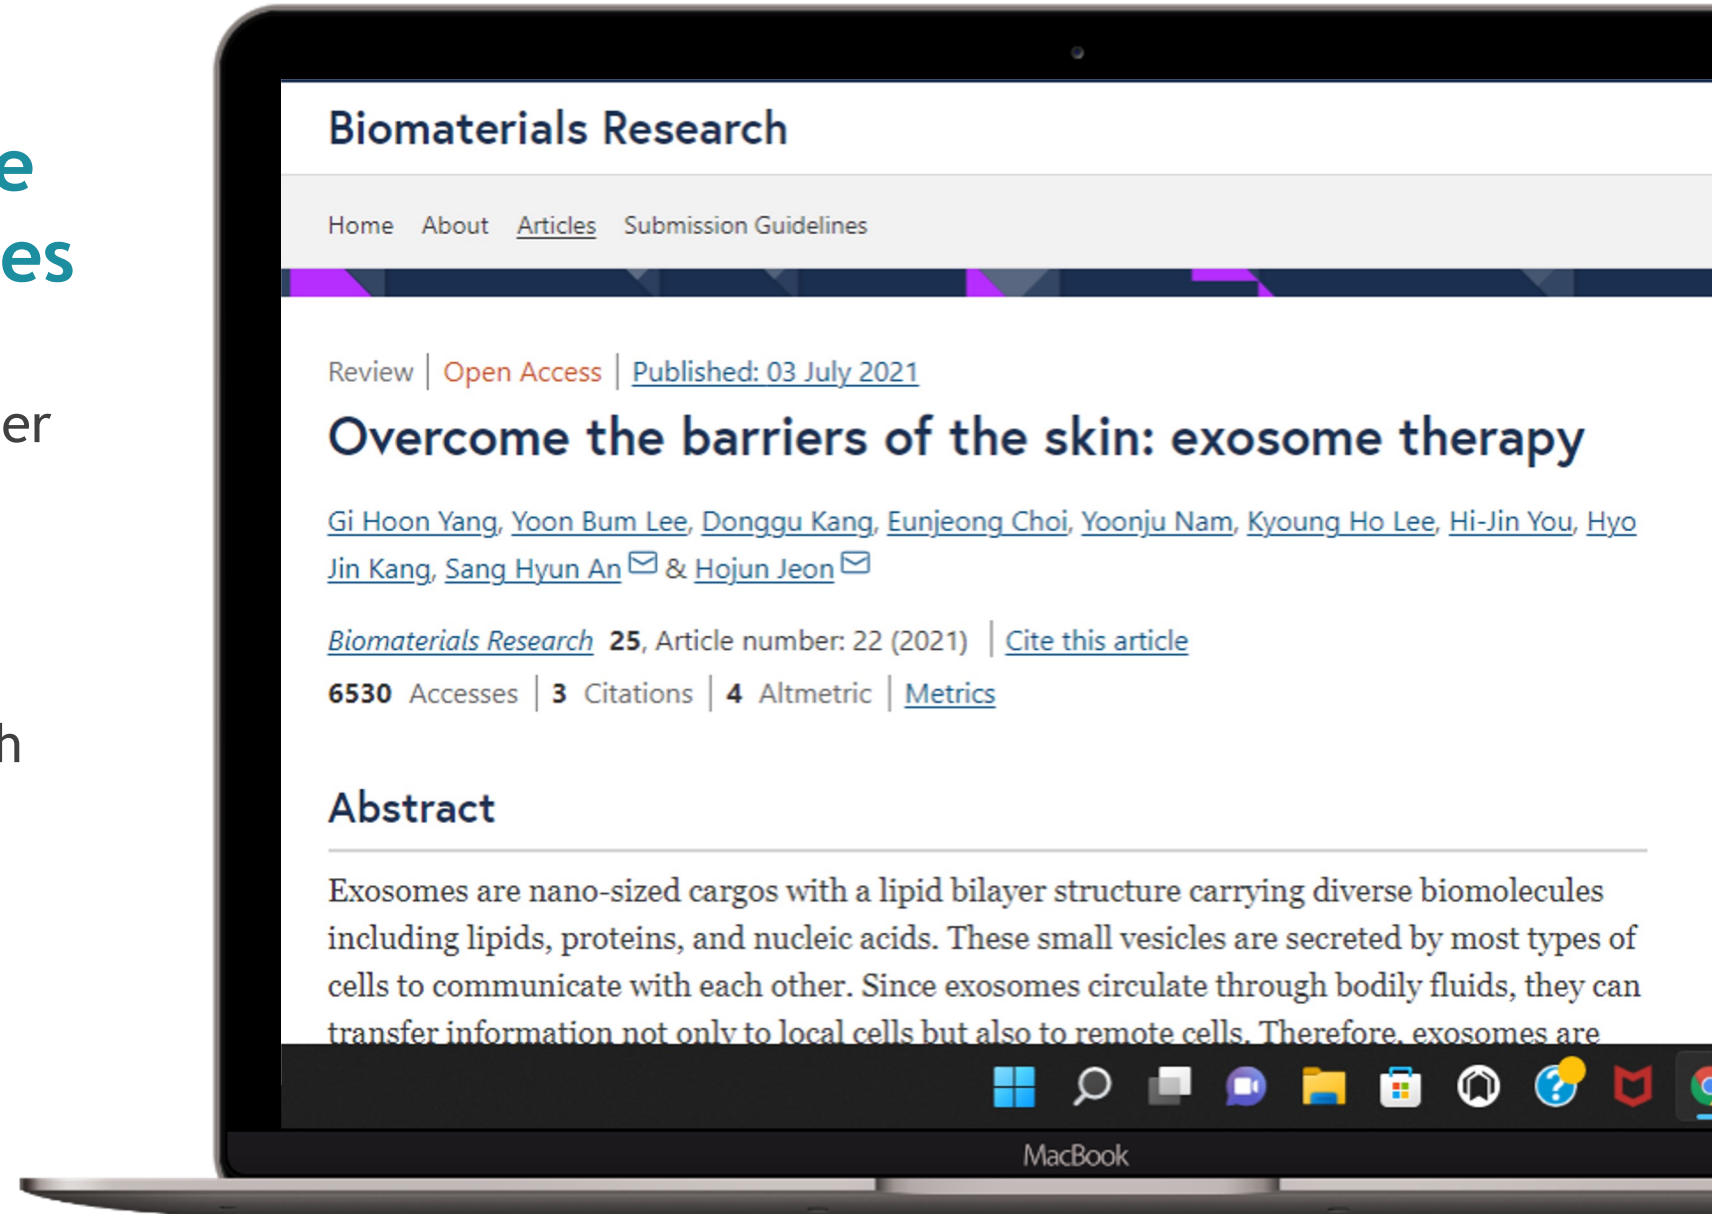 e
es
er
h
Biomaterials Research
Home About Articles Submission Guidelines
Review | Open Access | Published: 03 July 2021
Overcome the barriers of the skin: exosome therapy
Gi Hoon Yang, Yoon Bum Lee, Donggu Kang, Eunjeong Choi, Yoonju Nam, Kyoung Ho Lee, Hi-Jin You, Hyo
Jin Kang, Sang Hyun An & Hojun Jeon
Biomaterials Research 25, Article number: 22 (2021) | Cite this article
6530 Accesses | 3 Citations | 4 Altmetric | Metrics
Abstract
Exosomes are nano-sized cargos with a lipid bilayer structure carrying diverse biomolecules
including lipids, proteins, and nucleic acids. These small vesicles are secreted by most types of
cells to communicate with each other. Since exosomes circulate through bodily fluids, they can
transfer information not only to local cells but also to remote cells. Therefore, exosomes are
MacBook